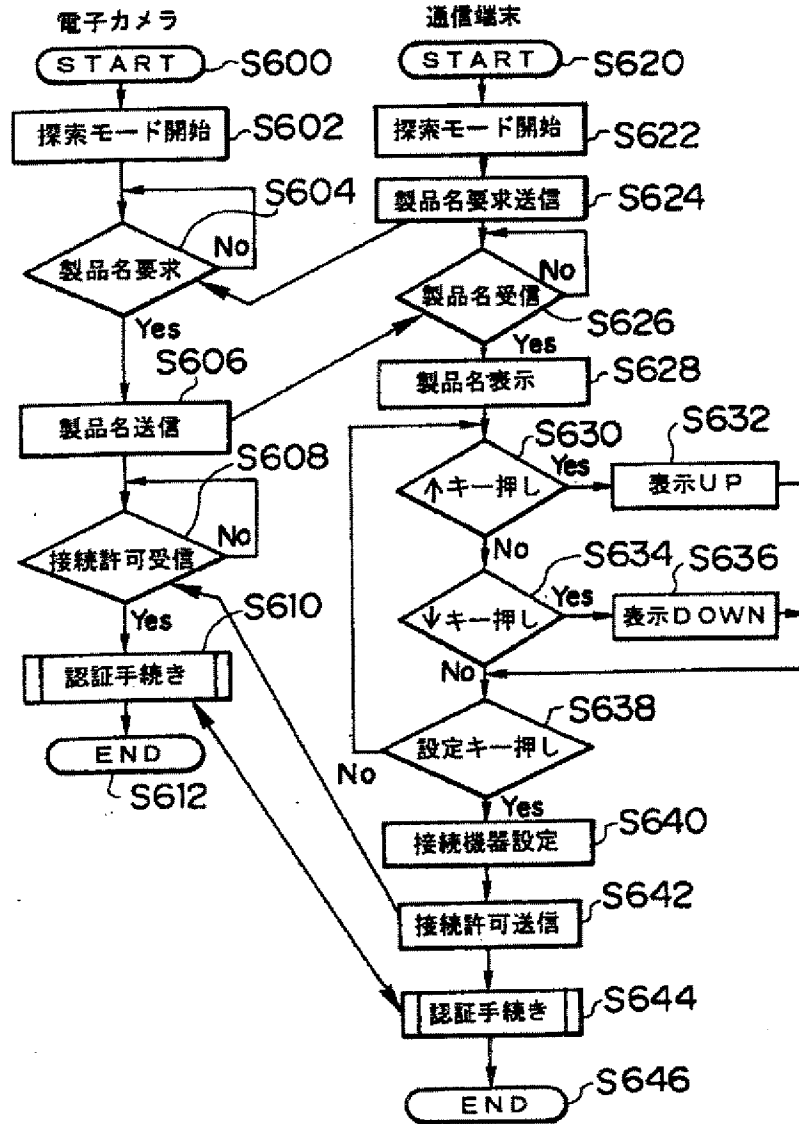 電子カメラ
START
S600
探索モード開始
S602
S604
製品名要求
No
Yes
S606
製品名送信
S608
接続許可受信
No
Yes
S610
認証手続き
END
S612
通信端末
START
S620
探索モード開始
S622
製品名要求送信
S624
製品名受信
No
S626
Yes
製品名表示
S628
S630
↑キー押し
Yes
S632
表示UP
No
S634
↓キー押し
Yes
S636
表示DOWN
No
S638
設定キー押し
No
Yes
接続機器設定
S640
接続許可送信
S642
認証手続き
S644
END
S646